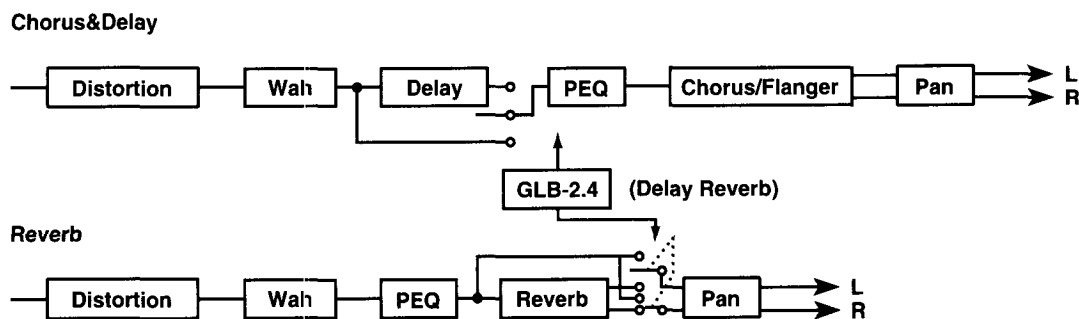 Chorus&Delay
Distortion
Wah
Delay
PEQ
Chorus/Flanger
Pan
L
R
GLB-2.4
(Delay Reverb)
Reverb
Distortion
Wah
PEQ
Reverb
Pan
L
R